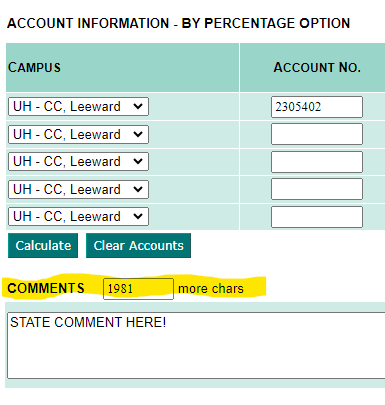 ACCOUNT INFORMATION - BY PERCENTAGE OPTION
CAMPUS ACCOUNT NO.
UH - CC, Leeward 2305402
UH - CC, Leeward
UH - CC, Leeward
UH - CC, Leeward
UH - CC, Leeward
Calculate Clear Accounts
COMMENTS 1981 more chars
STATE COMMENT HERE!